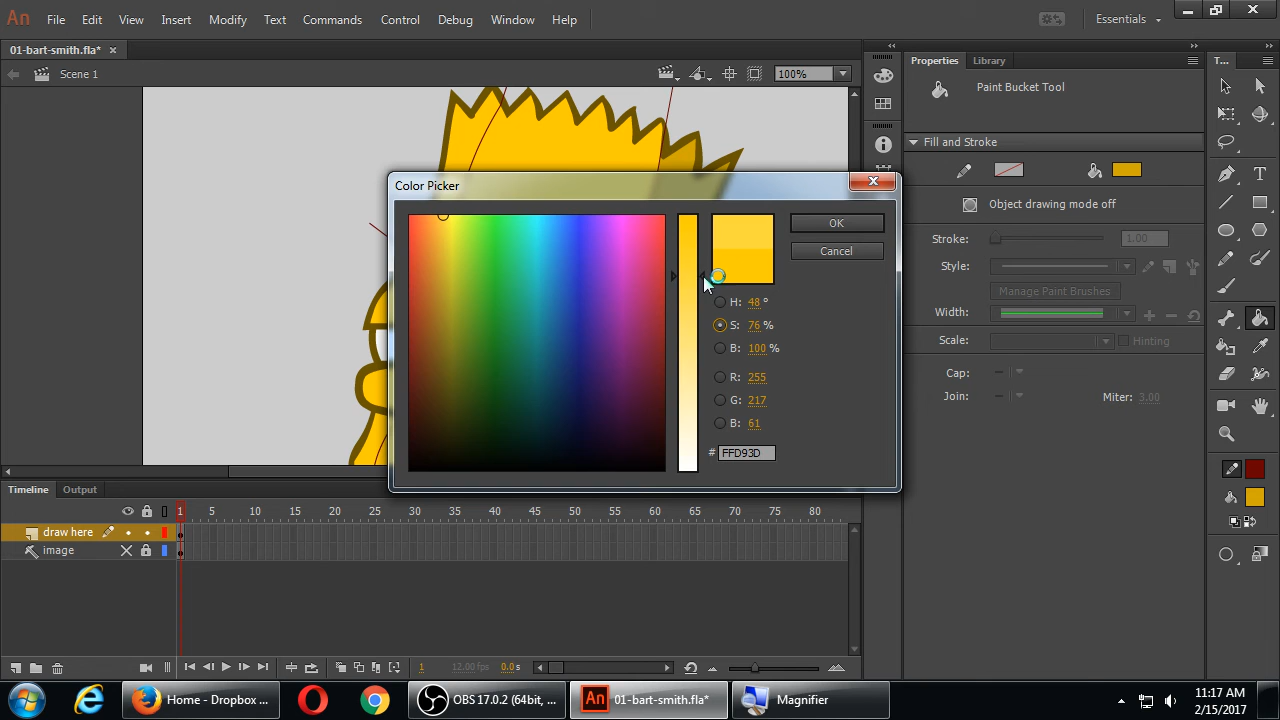 An File Edit View Insert Modify Text Commands Control Debug Window Help Essentials
01-bart-smith.fla* ×
Properties Library T...
Scene 1 100%
Paint Bucket Tool
Fill and Stroke
Object drawing mode off
Stroke: 1.00
Style:
Manage Paint Brushes
Width:
Scale: Hinting
Cap:
Join: Miter: 3.00
Color Picker
OK
Cancel
H: 48 °
S: 76 %
B: 100 %
R: 255
G: 217
B: 61
# FFD93D
Timeline Output
1 5 10 15 20 25 30 35 40 45 50 55 60 65 70 75 80
draw here
image
1 12.00 fps 0.0 s
Home - Dropbox ...
OBS 17.0.2 (64bit, ...
An 01-bart-smith.fla*
Magnifier
11:17 AM
2/15/2017